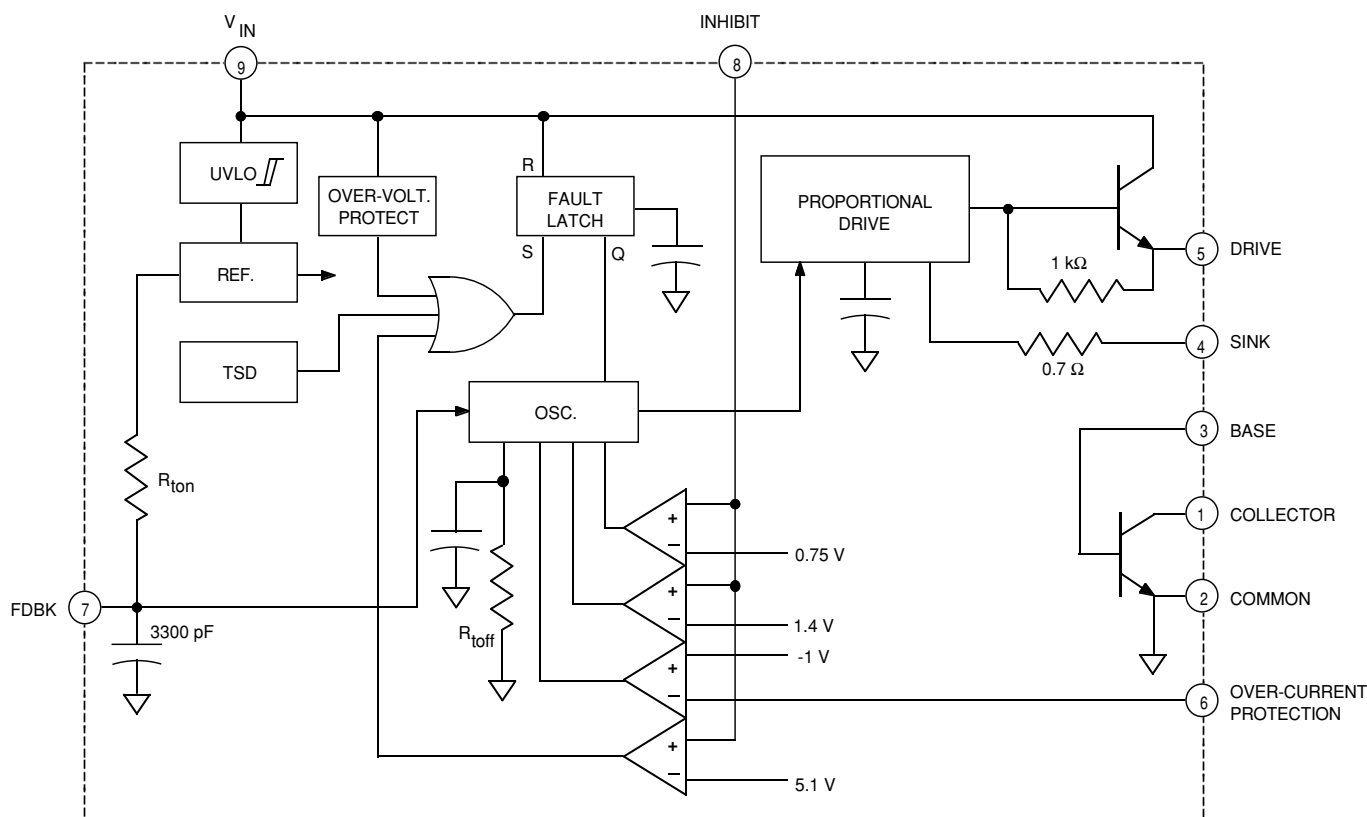 V IN
INHIBIT
9
8
UVLO
OVER-VOLT.
PROTECT
R
FAULT
LATCH
S
Q
PROPORTIONAL
DRIVE
5
DRIVE
REF.
1 kΩ
4
SINK
0.7 Ω
TSD
OSC.
3
BASE
Rton
1
COLLECTOR
+
–
0.75 V
+
–
1.4 V
2
COMMON
FDBK
7
3300 pF
Rtoff
-1 V
+
–
6
OVER-CURRENT
PROTECTION
+
–
5.1 V